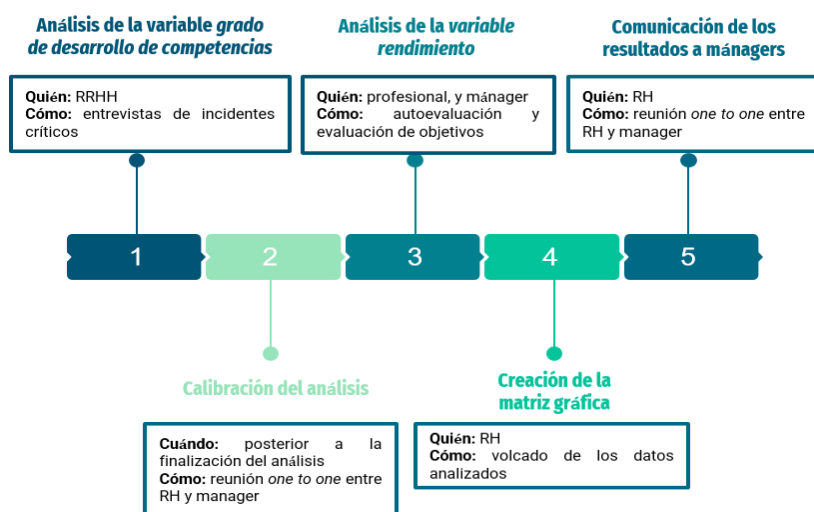 Análisis de la variable grado
de desarrollo de competencias
Quién: RRHH
Cómo: entrevistas de incidentes
críticos
Análisis de la variable
rendimiento
Quién: profesional, y mánager
Cómo: autoevaluación y
evaluación de objetivos
Comunicación de los
resultados a mánagers
Quién: RH
Cómo: reunión one to one entre
RH y manager
1
2
3
4
5
Calibración del análisis
Cuándo: posterior a la
finalización del análisis
Cómo: reunión one to one entre
RH y manager
Creación de la
matriz gráfica
Quién: RH
Cómo: volcado de los datos
analizados